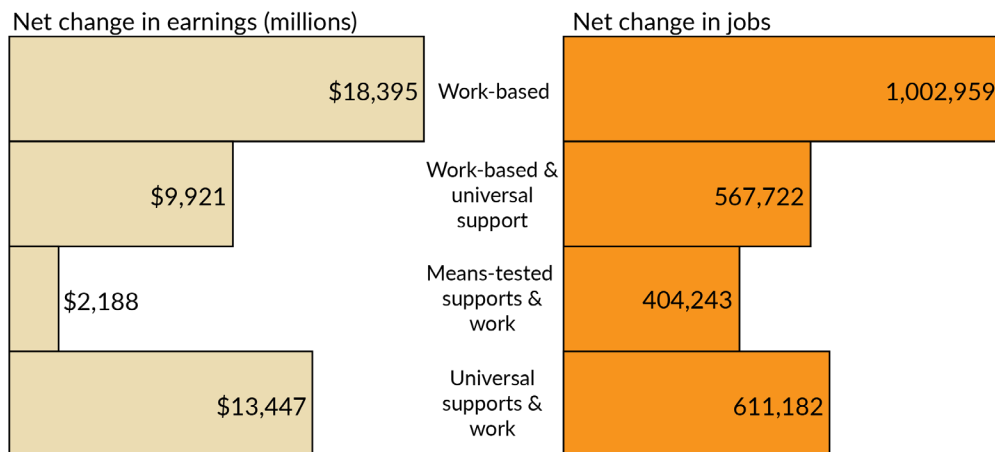 Net change in earnings (millions)
Net change in jobs
$18,395
Work-based
1,002,959
$9,921
Work-based &
universal
support
567,722
$2,188
Means-tested
supports &
work
404,243
$13,447
Universal
supports &
work
611,182